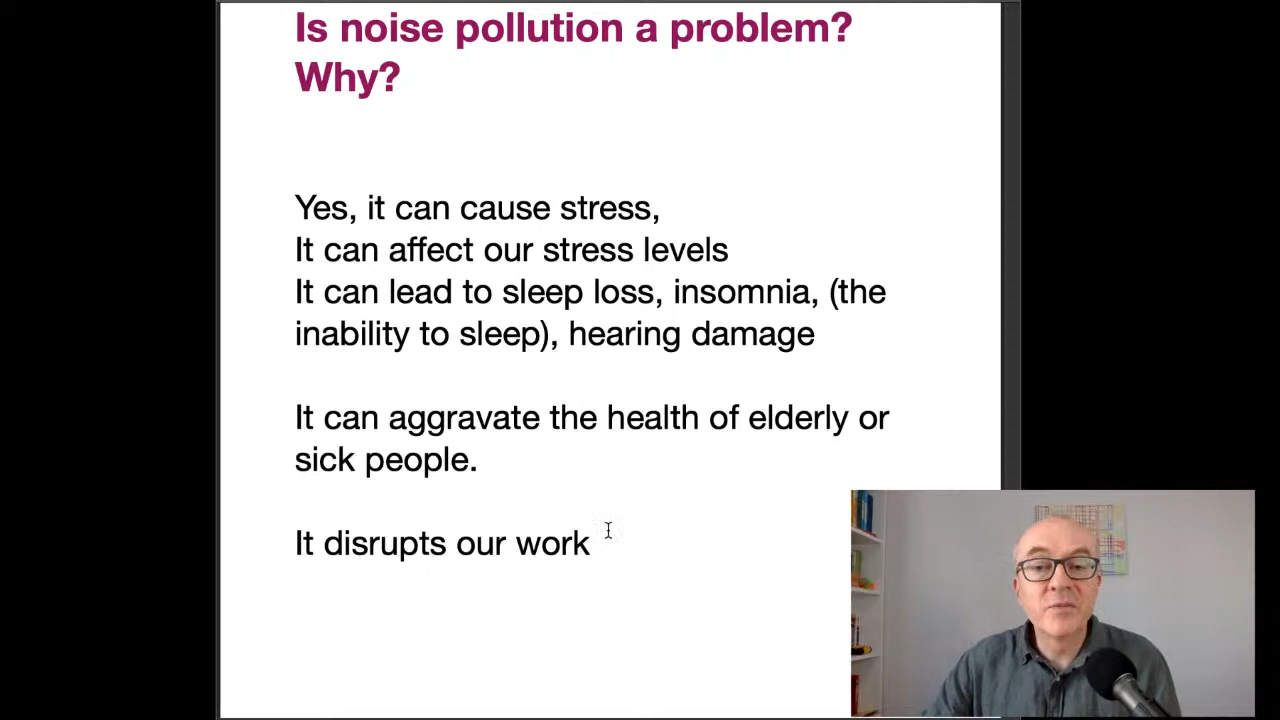 Is noise pollution a problem?
Why?
Yes, it can cause stress,
It can affect our stress levels
It can lead to sleep loss, insomnia, (the
inability to sleep), hearing damage
It can aggravate the health of elderly or
sick people.
It disrupts our work